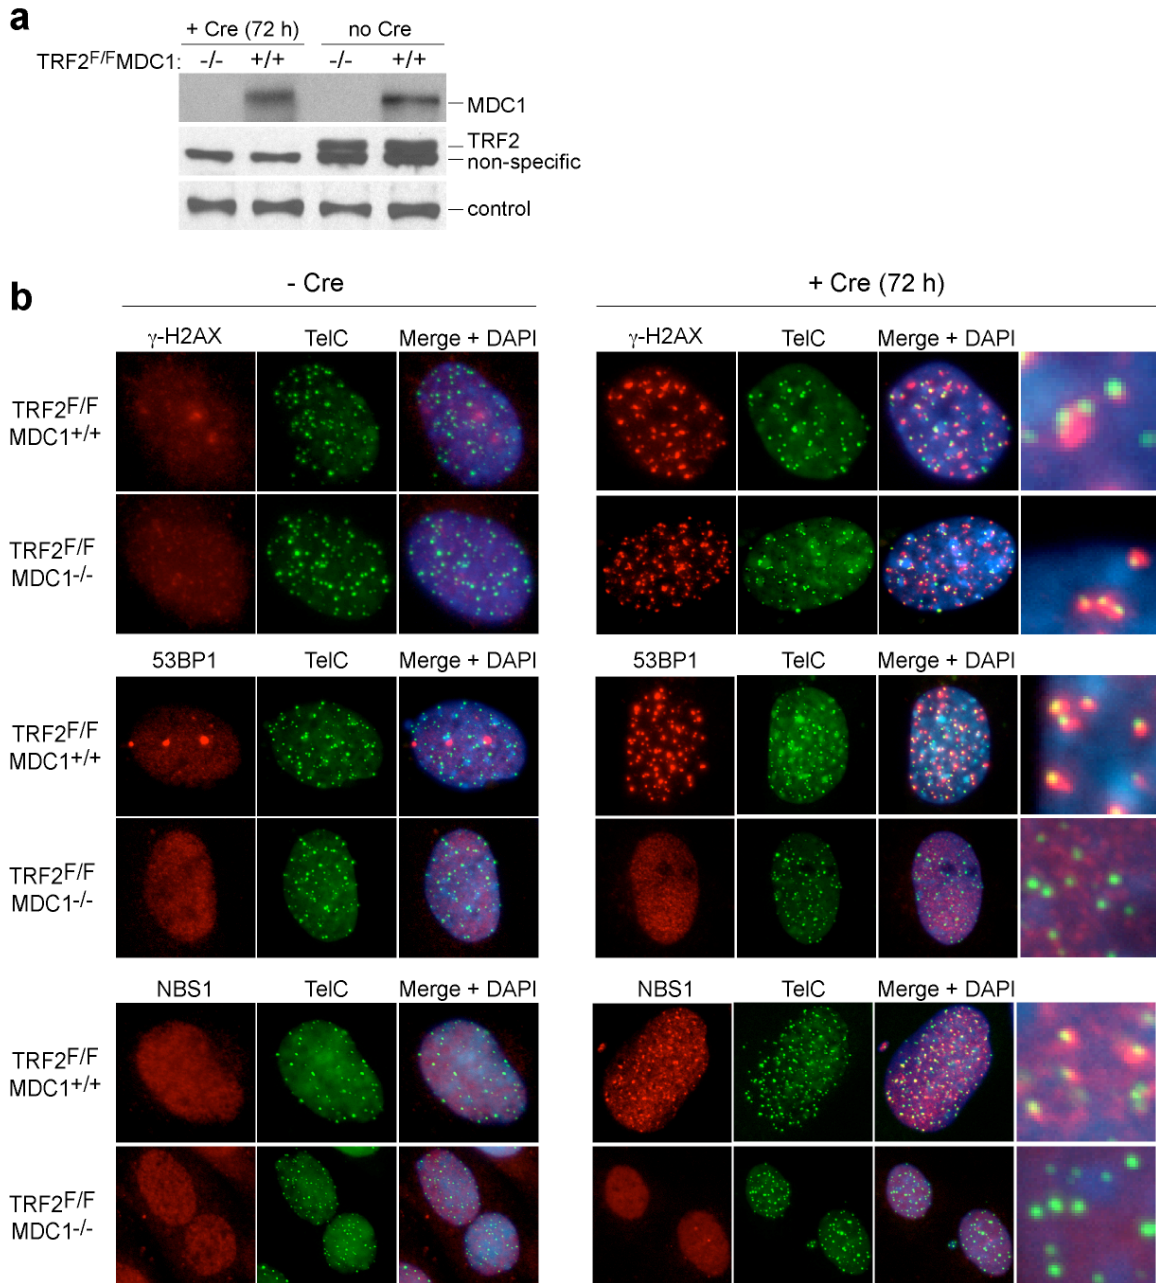 a
+ Cre (72 h) no Cre
TRF2F/FMDC1: -/- +/+ -/- +/+
MDC1
TRF2
non-specific
control
b
- Cre + Cre (72 h)
γ-H2AX TelC Merge + DAPI γ-H2AX TelC Merge + DAPI
TRF2F/F
MDC1+/+
TRF2F/F
MDC1-/-
53BP1 TelC Merge + DAPI 53BP1 TelC Merge + DAPI
TRF2F/F
MDC1+/+
TRF2F/F
MDC1-/-
NBS1 TelC Merge + DAPI NBS1 TelC Merge + DAPI
TRF2F/F
MDC1+/+
TRF2F/F
MDC1-/-